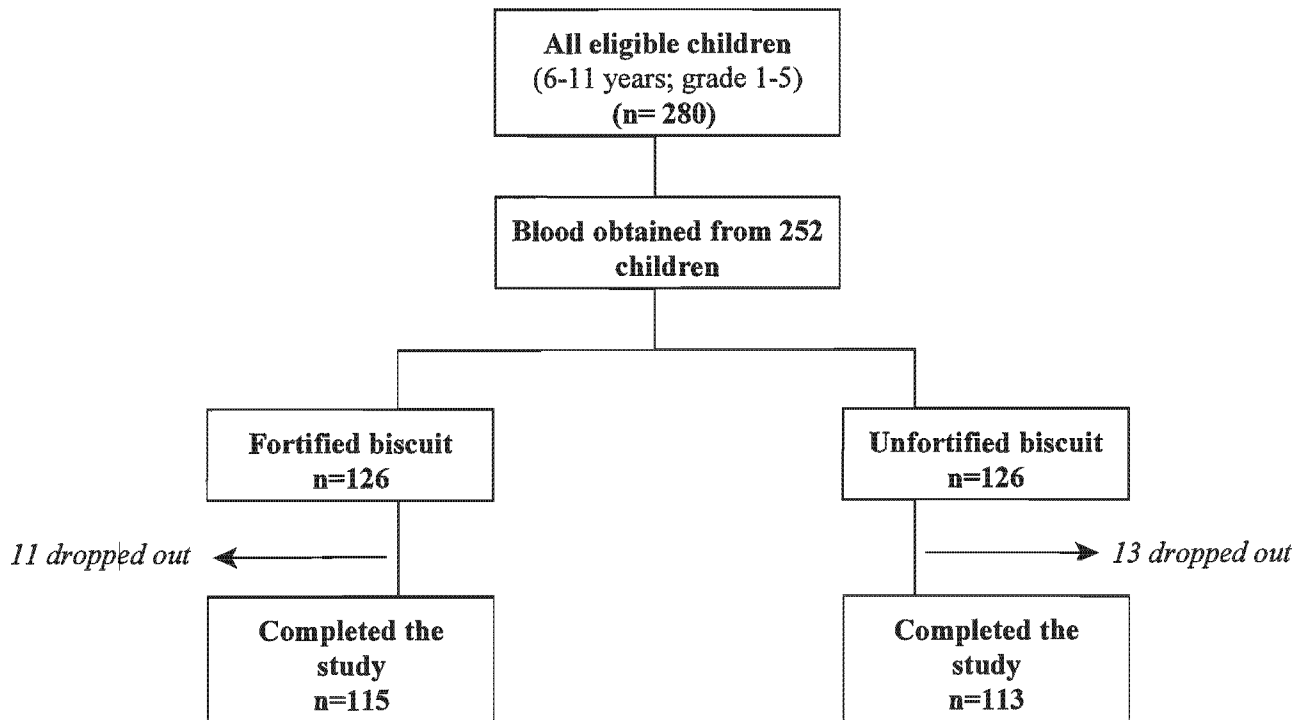 All eligible children
(6-11 years; grade 1-5)
(n= 280)
Blood obtained from 252
children
Fortified biscuit
n=126
Unfortified biscuit
n=126
11 dropped out
13 dropped out
Completed the
study
n=115
Completed the
study
n=113